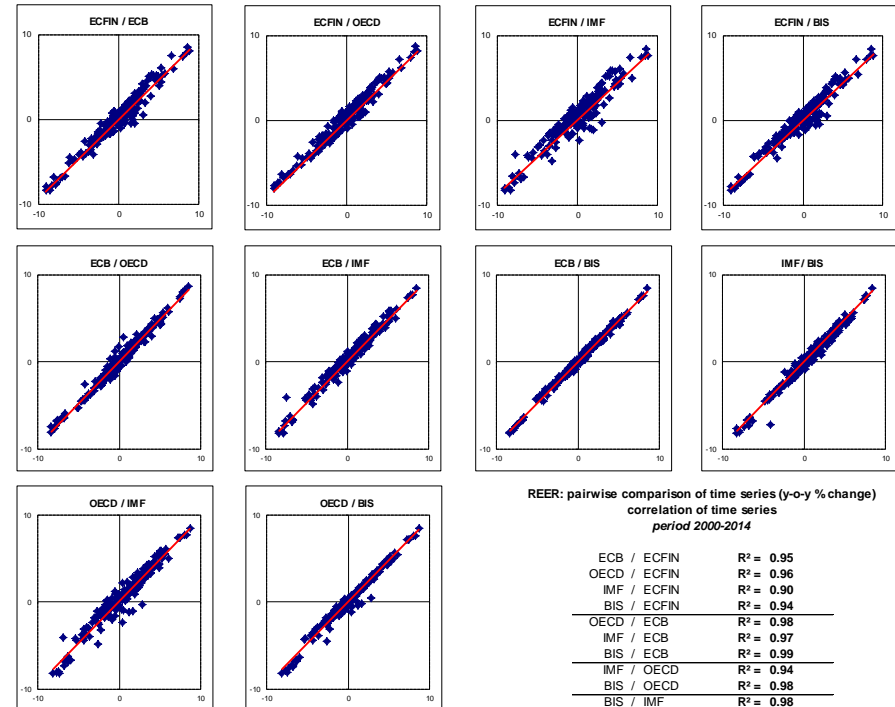 ECFIN / ECB
10
0
-10
-10
0
10
ECFIN / OECD
10
0
-10
-10
0
10
ECFIN / IMF
10
0
-10
-10
0
10
ECFIN / BIS
10
0
-10
-10
0
10
ECB / OECD
10
0
-10
-10
0
10
ECB / IMF
10
0
-10
-10
0
10
ECB / BIS
10
0
-10
-10
0
10
IMF / BIS
10
0
-10
-10
0
10
OECD / IMF
10
0
-10
-10
0
10
OECD / BIS
10
0
-10
-10
0
10
REER: pairwise comparison of time series (y-o-y % change)
correlation of time series
period 2000-2014
ECB / ECFIN R² = 0.95
OECD / ECFIN R² = 0.96
IMF / ECFIN R² = 0.90
BIS / ECFIN R² = 0.94
OECD / ECB R² = 0.98
IMF / ECB R² = 0.97
BIS / ECB R² = 0.99
IMF / OECD R² = 0.94
BIS / OECD R² = 0.98
BIS / IMF R² = 0.98